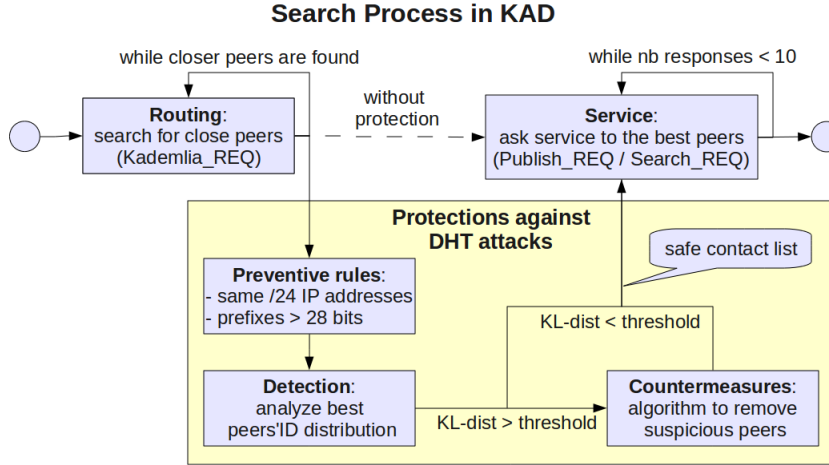 Search Process in KAD
while closer peers are found
while nb responses < 10
Routing:
search for close peers
(Kademlia_REQ)
without
protection
Service:
ask service to the best peers
(Publish_REQ / Search_REQ)
Protections against
DHT attacks
safe contact list
Preventive rules:
- same /24 IP addresses
- prefixes > 28 bits
KL-dist < threshold
Detection:
analyze best
peers'ID distribution
KL-dist > threshold
Countermeasures:
algorithm to remove
suspicious peers